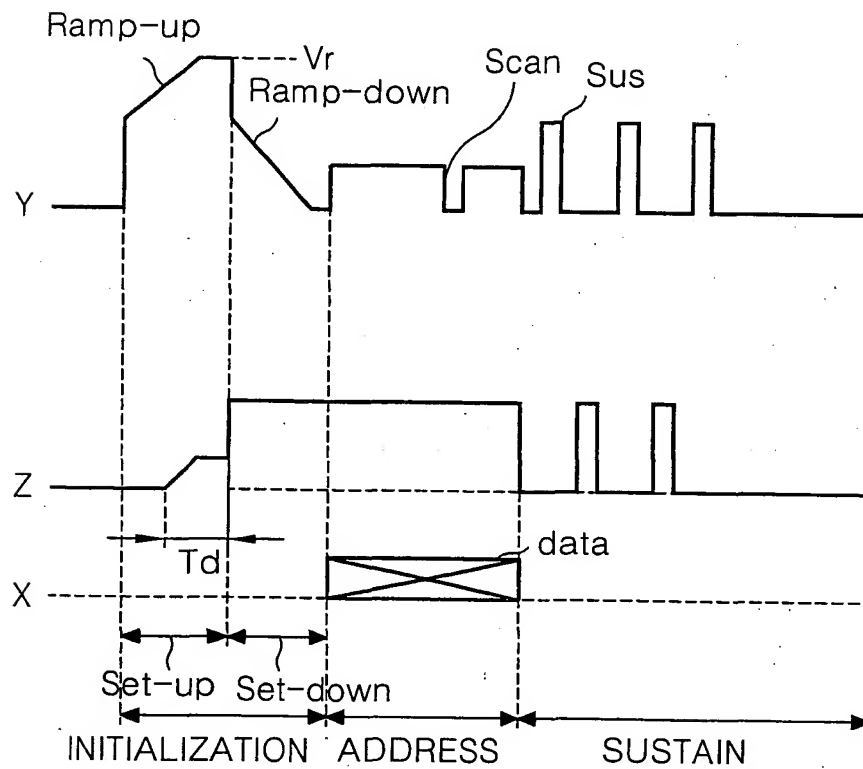 Ramp-up
Vr
Scan
Sus
Ramp-down
Y
Z
Td
data
X
Set-up
Set-down
INITIALIZATION
ADDRESS
SUSTAIN